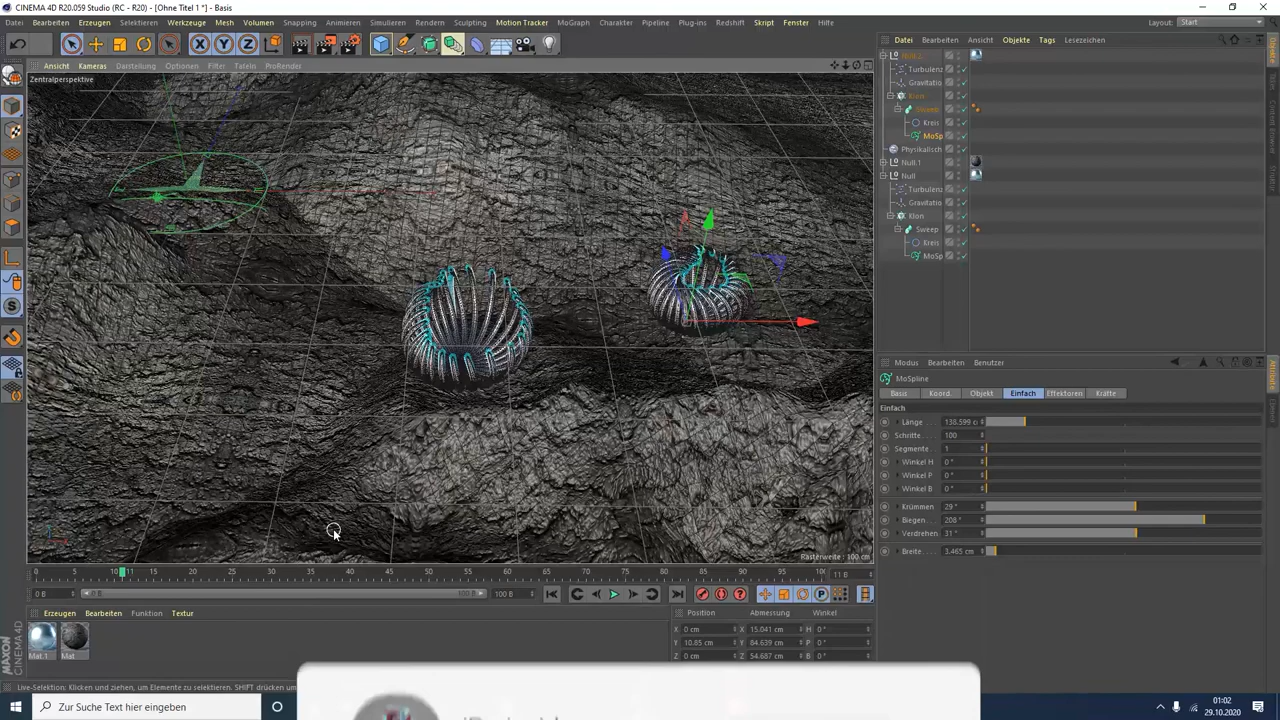 CINEMA 4D R20.059 Studio (RC - R20) - [Ohne Titel 1 *] - Basis
Datei Bearbeiten Erzeugen Selektieren Werkzeuge Mesh Volumen Snapping Animieren Simulieren Rendern Sculpting Motion Tracker MoGraph Charakter Pipeline Plug-ins Redshift Skript Fenster Hilfe Layout: Start
Datei Bearbeiten Ansicht Objekte Tags Lesezeichen
Ansicht Kameras Darstellung Optionen Filter Tafeln ProRender
Zentralperspektive
Turbulenz
Gravitatio
Klon
Sweep
Kreis
MoSp
Physikalisch
Null.1
Null
Turbulenz
Gravitatio
Klon
Sweep
Kreis
MoSp
Modus Bearbeiten Benutzer
MoSpline
Basis Koord. Objekt Einfach Effektoren Kräfte
Einfach
Länge . . . 138.599 c
Schritte . . . 100
Segmente . 1
Winkel H 0 °
Winkel P 0 °
Winkel B 0 °
Krümmen 29 °
Biegen . . . 208 °
Verdrehen 31 °
Breite . . . 3.465 cm
Rasterweite : 100 cm
0 5 10 11 15 20 25 30 35 40 45 50 55 60 65 70 75 80 85 90 95 100 11 B
0 B 0 B 100 B 100 B
Erzeugen Bearbeiten Funktion Textur
Mat.1 Mat
Position Abmessung Winkel
X 0 cm X 15.041 cm H 0 °
Y 10.85 cm Y 84.639 cm P 0 °
Z 0 cm Z 54.687 cm B 0 °
MAXON CINEMA 4D
Live-Selektion: Klicken und ziehen, um Elemente zu selektieren. SHIFT drücken um
Zur Suche Text hier eingeben
01:02
29.10.2020